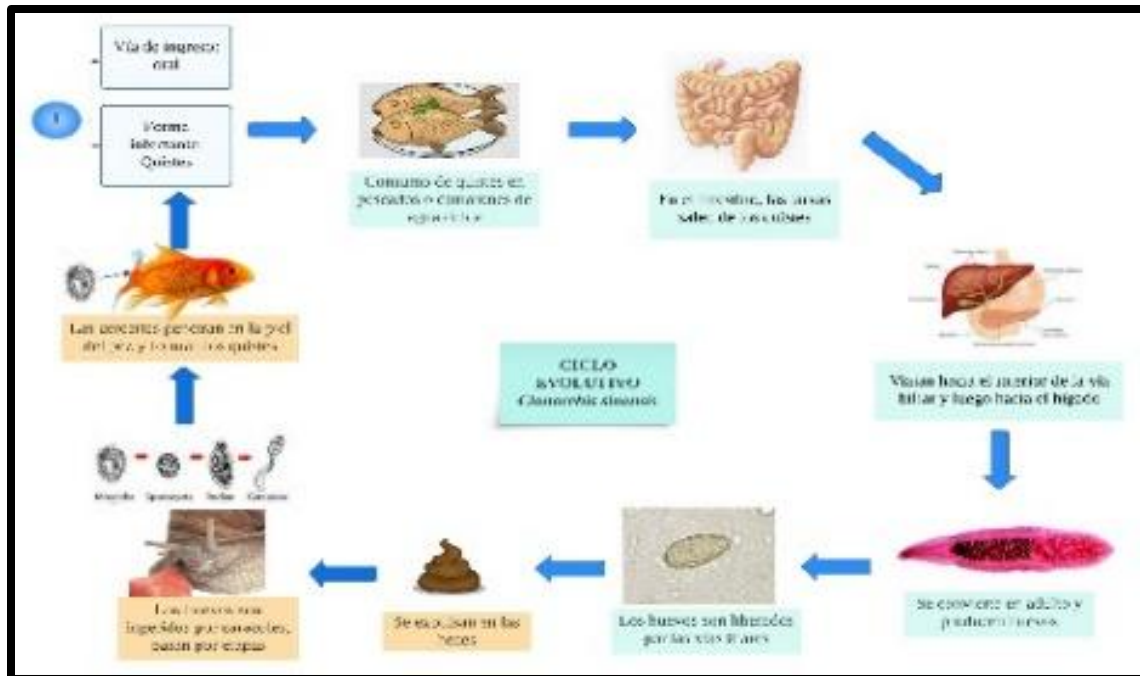 Vía de ingreso:
oral
1
Forma
infectante:
Quistes
Consumo de quistes en
pescados o camarones de
En el intestino, las larvas
salen de los quistes
Viajan hacia el interior de la vía
biliar y luego hacia el hígado
Se convierte en adulto y
producen huevos
Los huevos son liberados
por las vías biliares
Se expulsan en las
heces
Los huevos son
ingeridos por caracoles,
pasan por etapas
Redias
Cercarias
Las cercarias penetran en la piel
del pez y forman los quistes
CICLO
EVOLUTIVO
Clonorchis sinensis